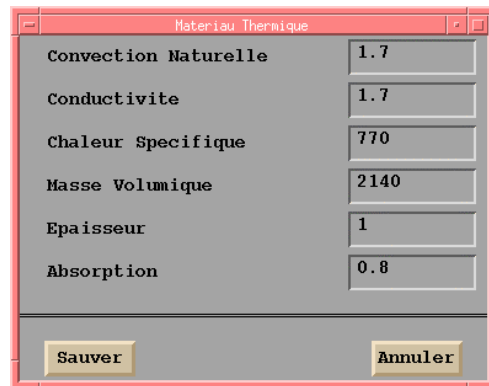 Materiau Thermique
Convection Naturelle 1.7
Conductivite 1.7
Chaleur Specifique 770
Masse Volumique 2140
Epaisseur 1
Absorption 0.8
Sauver Annuler